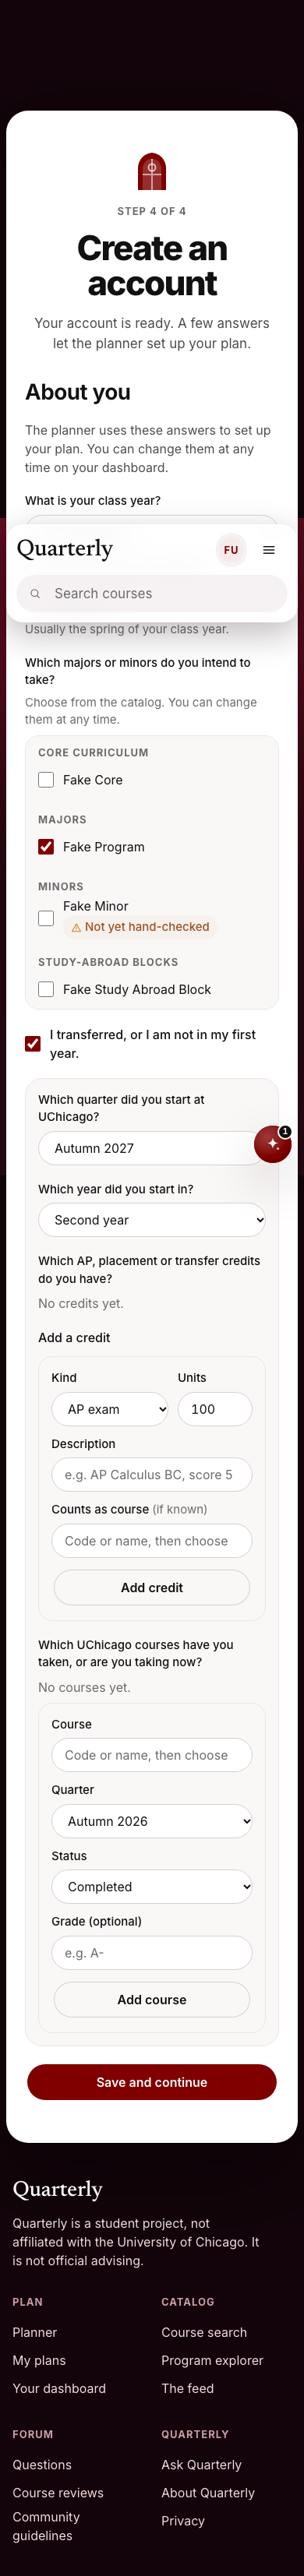 STEP 4 OF 4
Create an
account
Your account is ready. A few answers
let the planner set up your plan.
About you
The planner uses these answers to set up
your plan. You can change them at any
time on your dashboard.
What is your class year?
Quarterly
FU
Search courses
Usually the spring of your class year.
Which majors or minors do you intend to
take?
Choose from the catalog. You can change
them at any time.
CORE CURRICULUM
Fake Core
MAJORS
Fake Program
MINORS
Fake Minor
Not yet hand-checked
STUDY-ABROAD BLOCKS
Fake Study Abroad Block
I transferred, or I am not in my first
year.
Which quarter did you start at
UChicago?
1
Autumn 2027
Which year did you start in?
Second year
Which AP, placement or transfer credits
do you have?
No credits yet.
Add a credit
Kind Units
AP exam 100
Description
e.g. AP Calculus BC, score 5
Counts as course (if known)
Code or name, then choose
Add credit
Which UChicago courses have you
taken, or are you taking now?
No courses yet.
Course
Code or name, then choose
Quarter
Autumn 2026
Status
Completed
Grade (optional)
e.g. A-
Add course
Save and continue
Quarterly
Quarterly is a student project, not
affiliated with the University of Chicago. It
is not official advising.
PLAN CATALOG
Planner Course search
My plans Program explorer
Your dashboard The feed
FORUM QUARTERLY
Questions Ask Quarterly
Course reviews About Quarterly
Community
guidelines
Privacy